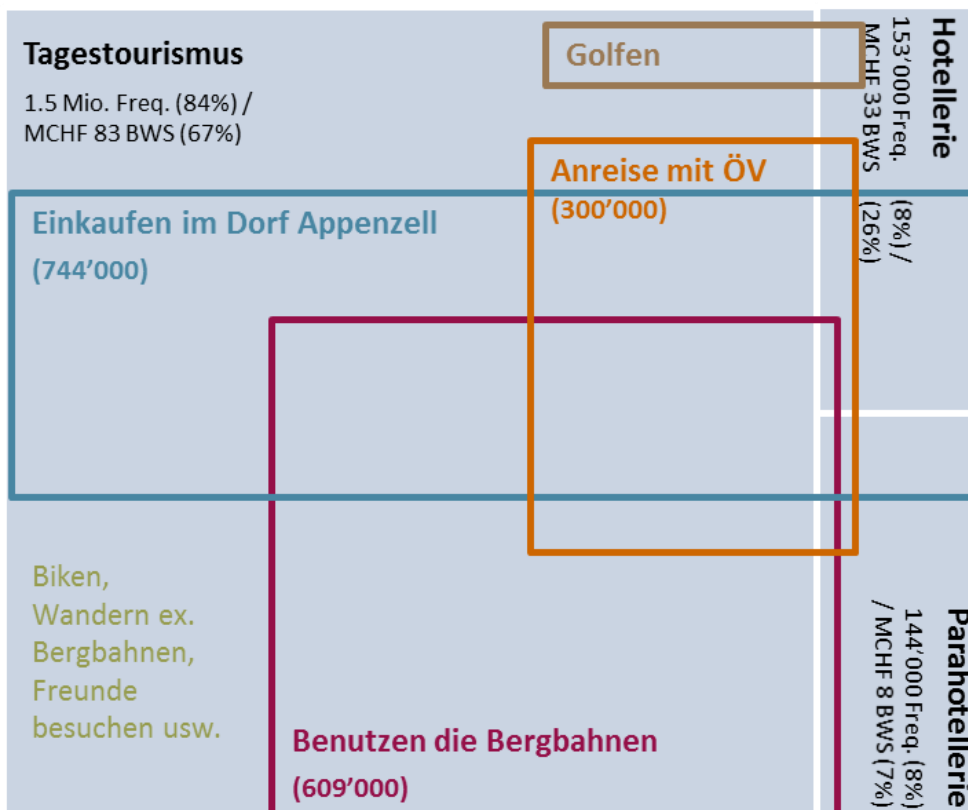 Tagestourismus
1.5 Mio. Freq. (84%) /
MCHF 83 BWS (67%)
Golfen
Hotellerie
153’000 Freq. (8%) /
MCHF 33 BWS (26%)
Anreise mit ÖV
(300’000)
Einkaufen im Dorf Appenzell
(744’000)
Biken,
Wandern ex.
Bergbahnen,
Freunde
besuchen usw.
Benutzen die Bergbahnen
(609’000)
Parahotellerie
144’000 Freq. (8%)
/ MCHF 8 BWS (7%)